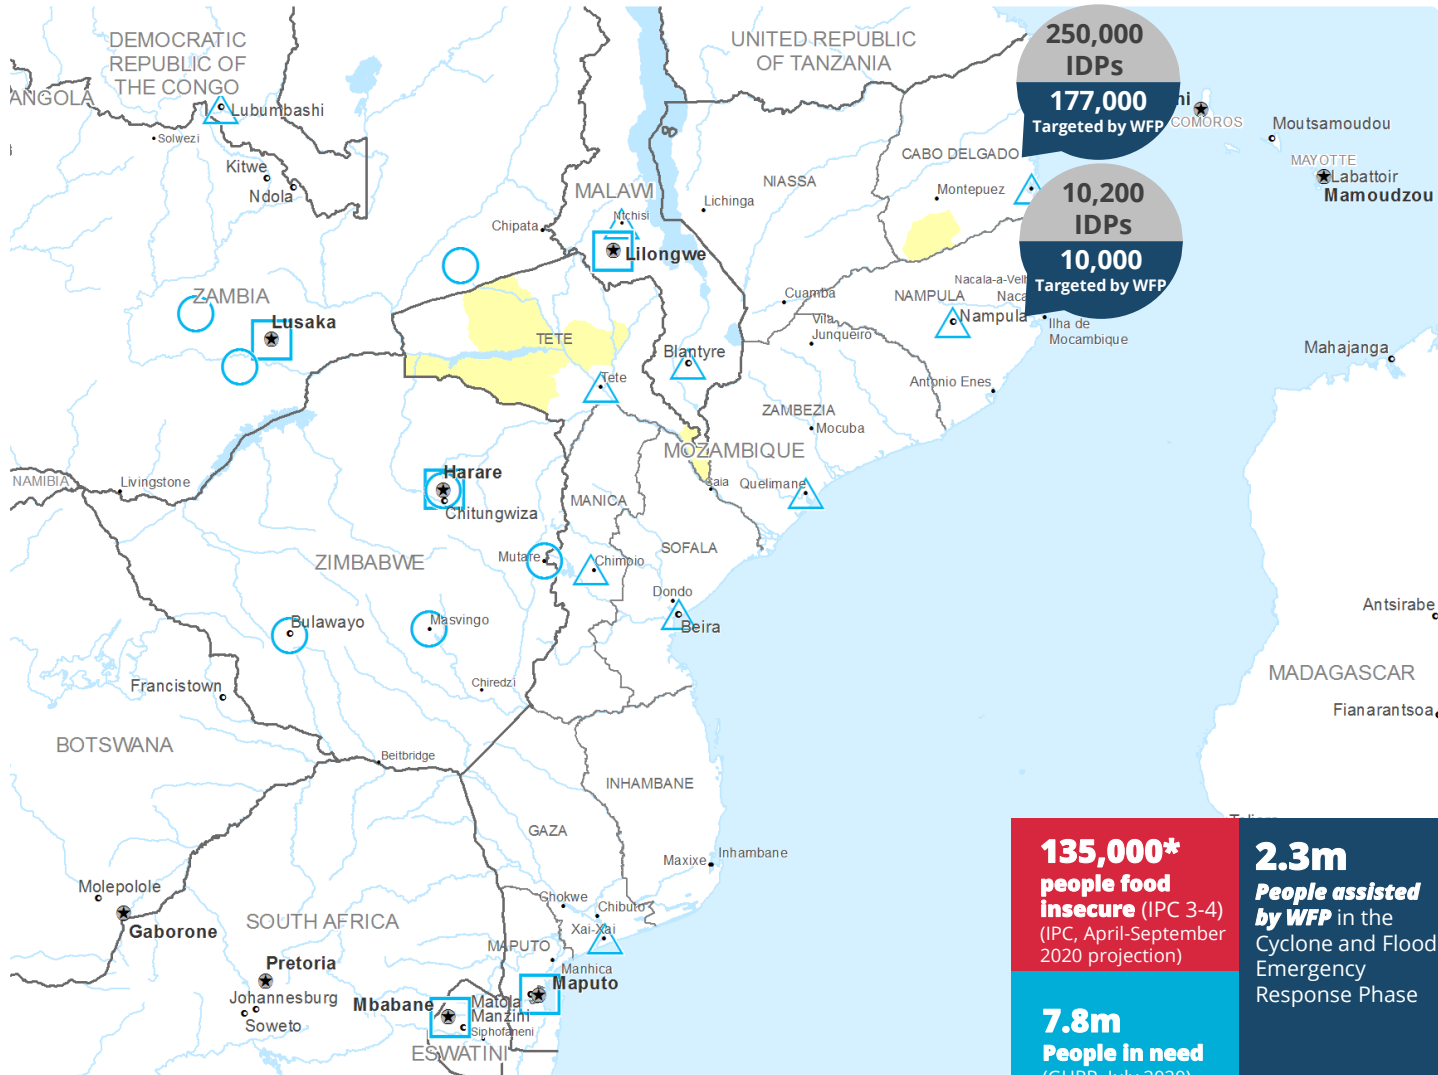 DEMOCRATIC
REPUBLIC OF
THE CONGO
ANGOLA
Lubumbashi
Solwezi
Kitwe
Ndola
UNITED REPUBLIC
OF TANZANIA
250,000
IDPs
177,000
Targeted by WFP
COMOROS
Moutsamoudou
MAYOTTE
Labattoir
Mamoudzou
CABO DELGADO
Montepuez
NIASSA
Lichinga
MALAWI
Ntchisi
Chipata
Lilongwe
10,200
IDPs
10,000
Targeted by WFP
Nacala-a-Velh
Naca
NAMPULA
Nampula
Ilha de
Mocambique
Cuamba
Vila
Junqueiro
ZAMBIA
Lusaka
TETE
Tete
Blantyre
Antonio Enes
Mahajanga
ZAMBEZIA
Mocuba
MOZAMBIQUE
Caia
Quelimane
NAMIBIA
Livingstone
Harare
Chitungwiza
MANICA
SOFALA
ZIMBABWE
Mutare
Chimoio
Dondo
Beira
Bulawayo
Masvingo
Antsirabe
Francistown
Chiredzi
MADAGASCAR
Fianarantsoa
BOTSWANA
Beitbridge
INHAMBANE
GAZA
Maxixe
Inhambane
Molepolole
Gaborone
SOUTH AFRICA
Chokwe
Chibuto
Xai-Xai
MAPUTO
Manhica
Maputo
Pretoria
Johannesburg
Soweto
Mbabane
Matola
Manzini
Siphofaneni
ESWATINI
135,000*
people food
insecure (IPC 3-4)
(IPC, April-September
2020 projection)
2.3m
People assisted
by WFP in the
Cyclone and Flood
Emergency
Response Phase
7.8m
People in need